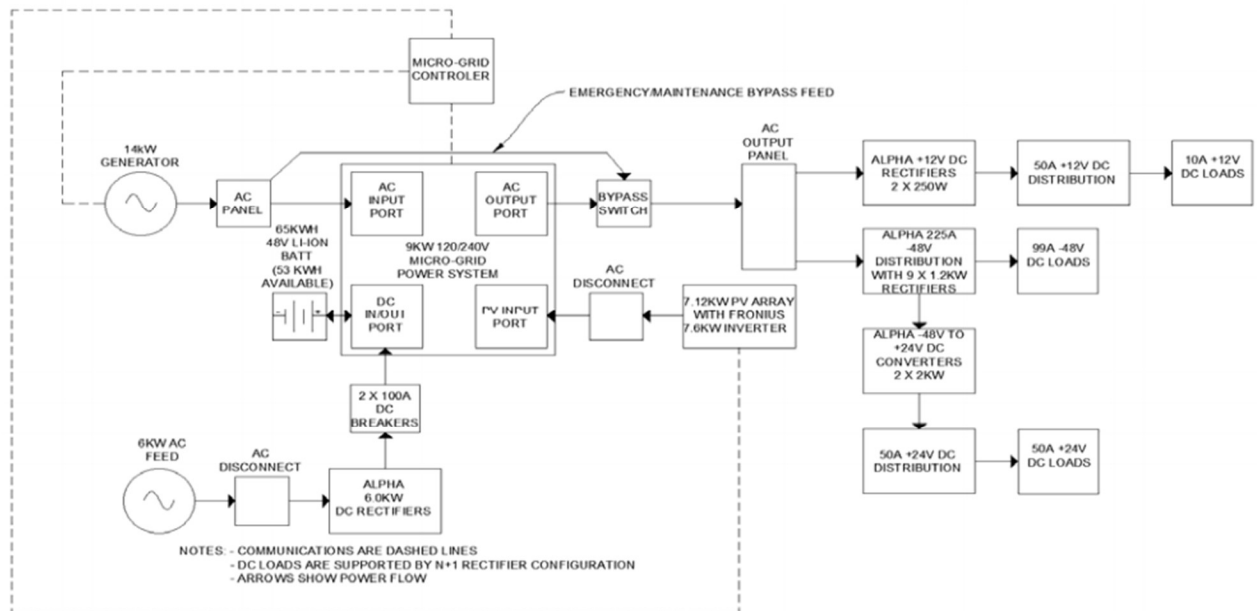 MICRO-GRID
CONTROLER
EMERGENCY/MAINTENANCE BYPASS FEED
14kW
GENERATOR
AC
PANEL
AC
INPUT
PORT
AC
OUTPUT
PORT
BYPASS
SWITCH
AC
OUTPUT
PANEL
ALPHA +12V DC
RECTIFIERS
2 X 250W
50A +12V DC
DISTRIBUTION
10A +12V
DC LOADS
65KWH
48V LI-ION
BATT
(53 KWH
AVAILABLE)
9KW 120/240V
MICRO-GRID
POWER SYSTEM
ALPHA 225A
-48V
DISTRIBUTION
WITH 9 X 1.2KW
RECTIFIERS
99A -48V
DC LOADS
DC
IN/OUT
PORT
PV INPUT
PORT
AC
DISCONNECT
7.12KW PV ARRAY
WITH FRONIUS
7.6KW INVERTER
ALPHA -48V TO
+24V DC
CONVERTERS
2 X 2KW
2 X 100A
DC
BREAKERS
50A +24V DC
DISTRIBUTION
50A +24V
DC LOADS
6KW AC
FEED
AC
DISCONNECT
ALPHA
6.0KW
DC RECTIFIERS
NOTES: - COMMUNICATIONS ARE DASHED LINES
- DC LOADS ARE SUPPORTED BY N+1 RECTIFIER CONFIGURATION
- ARROWS SHOW POWER FLOW